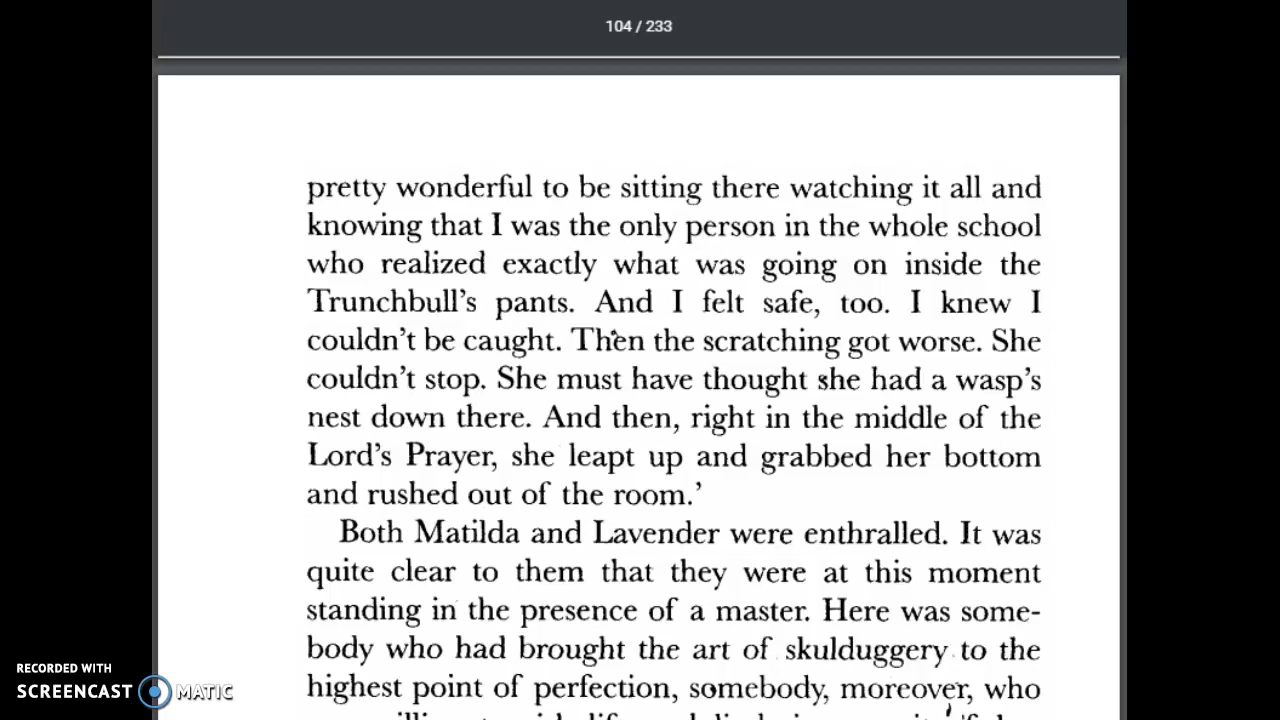 104 / 233
pretty wonderful to be sitting there watching it all and
knowing that I was the only person in the whole school
who realized exactly what was going on inside the
Trunchbull's pants. And I felt safe, too. I knew I
couldn't be caught. Then the scratching got worse. She
couldn't stop. She must have thought she had a wasp's
nest down there. And then, right in the middle of the
Lord's Prayer, she leapt up and grabbed her bottom
and rushed out of the room.'
Both Matilda and Lavender were enthralled. It was
quite clear to them that they were at this moment
standing in the presence of a master. Here was some-
body who had brought the art of skulduggery to the
highest point of perfection, somebody, moreover, who
RECORDED WITH
SCREENCAST MATIC